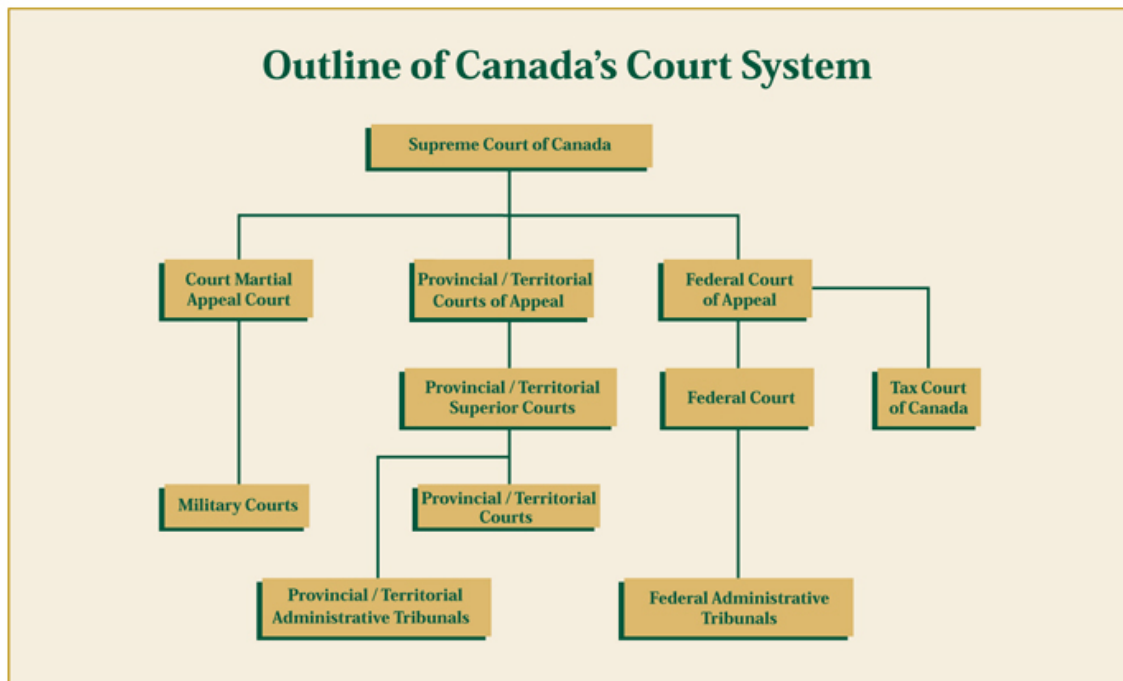 Outline of Canada's Court System
Supreme Court of Canada
Court Martial
Appeal Court
Provincial / Territorial
Courts of Appeal
Federal Court
of Appeal
Provincial / Territorial
Superior Courts
Federal Court
Tax Court
of Canada
Military Courts
Provincial / Territorial
Courts
Provincial / Territorial
Administrative Tribunals
Federal Administrative
Tribunals